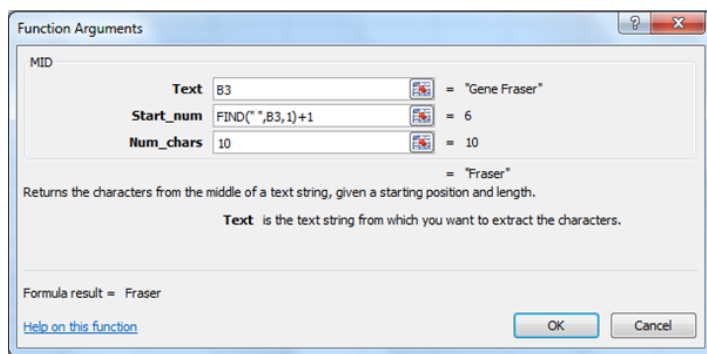 Function Arguments
MID
Text B3 = "Gene Fraser"
Start_num FIND(" ",B3,1)+1 = 6
Num_chars 10 = 10
= "Fraser"
Returns the characters from the middle of a text string, given a starting position and length.
Text is the text string from which you want to extract the characters.
Formula result = Fraser
Help on this function OK Cancel